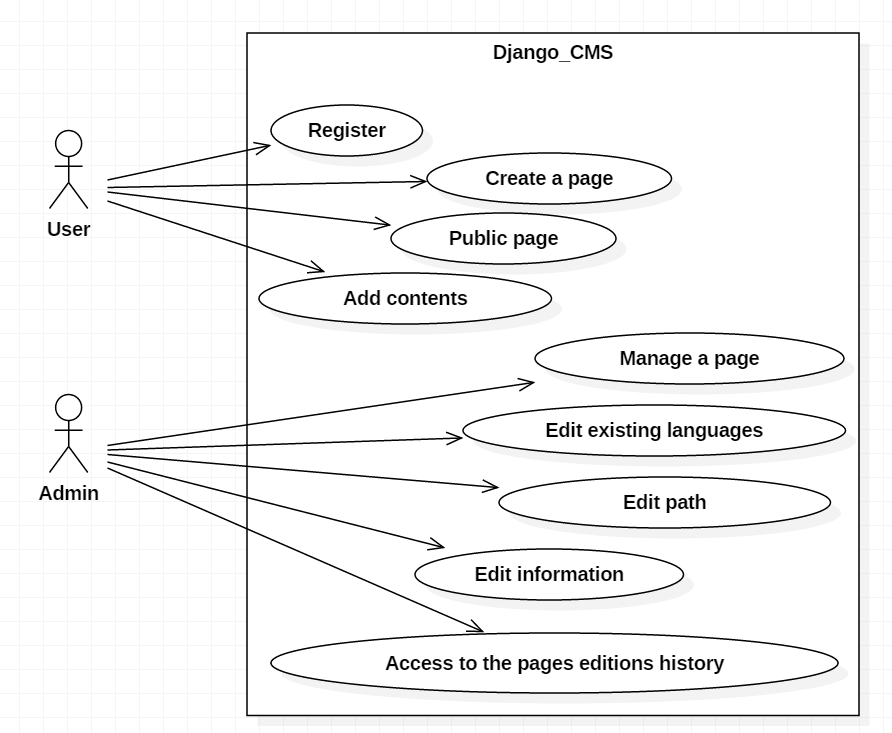 Django_CMS
Register
Create a page
User
Public page
Add contents
Manage a page
Edit existing languages
Admin
Edit path
Edit information
Access to the pages editions history